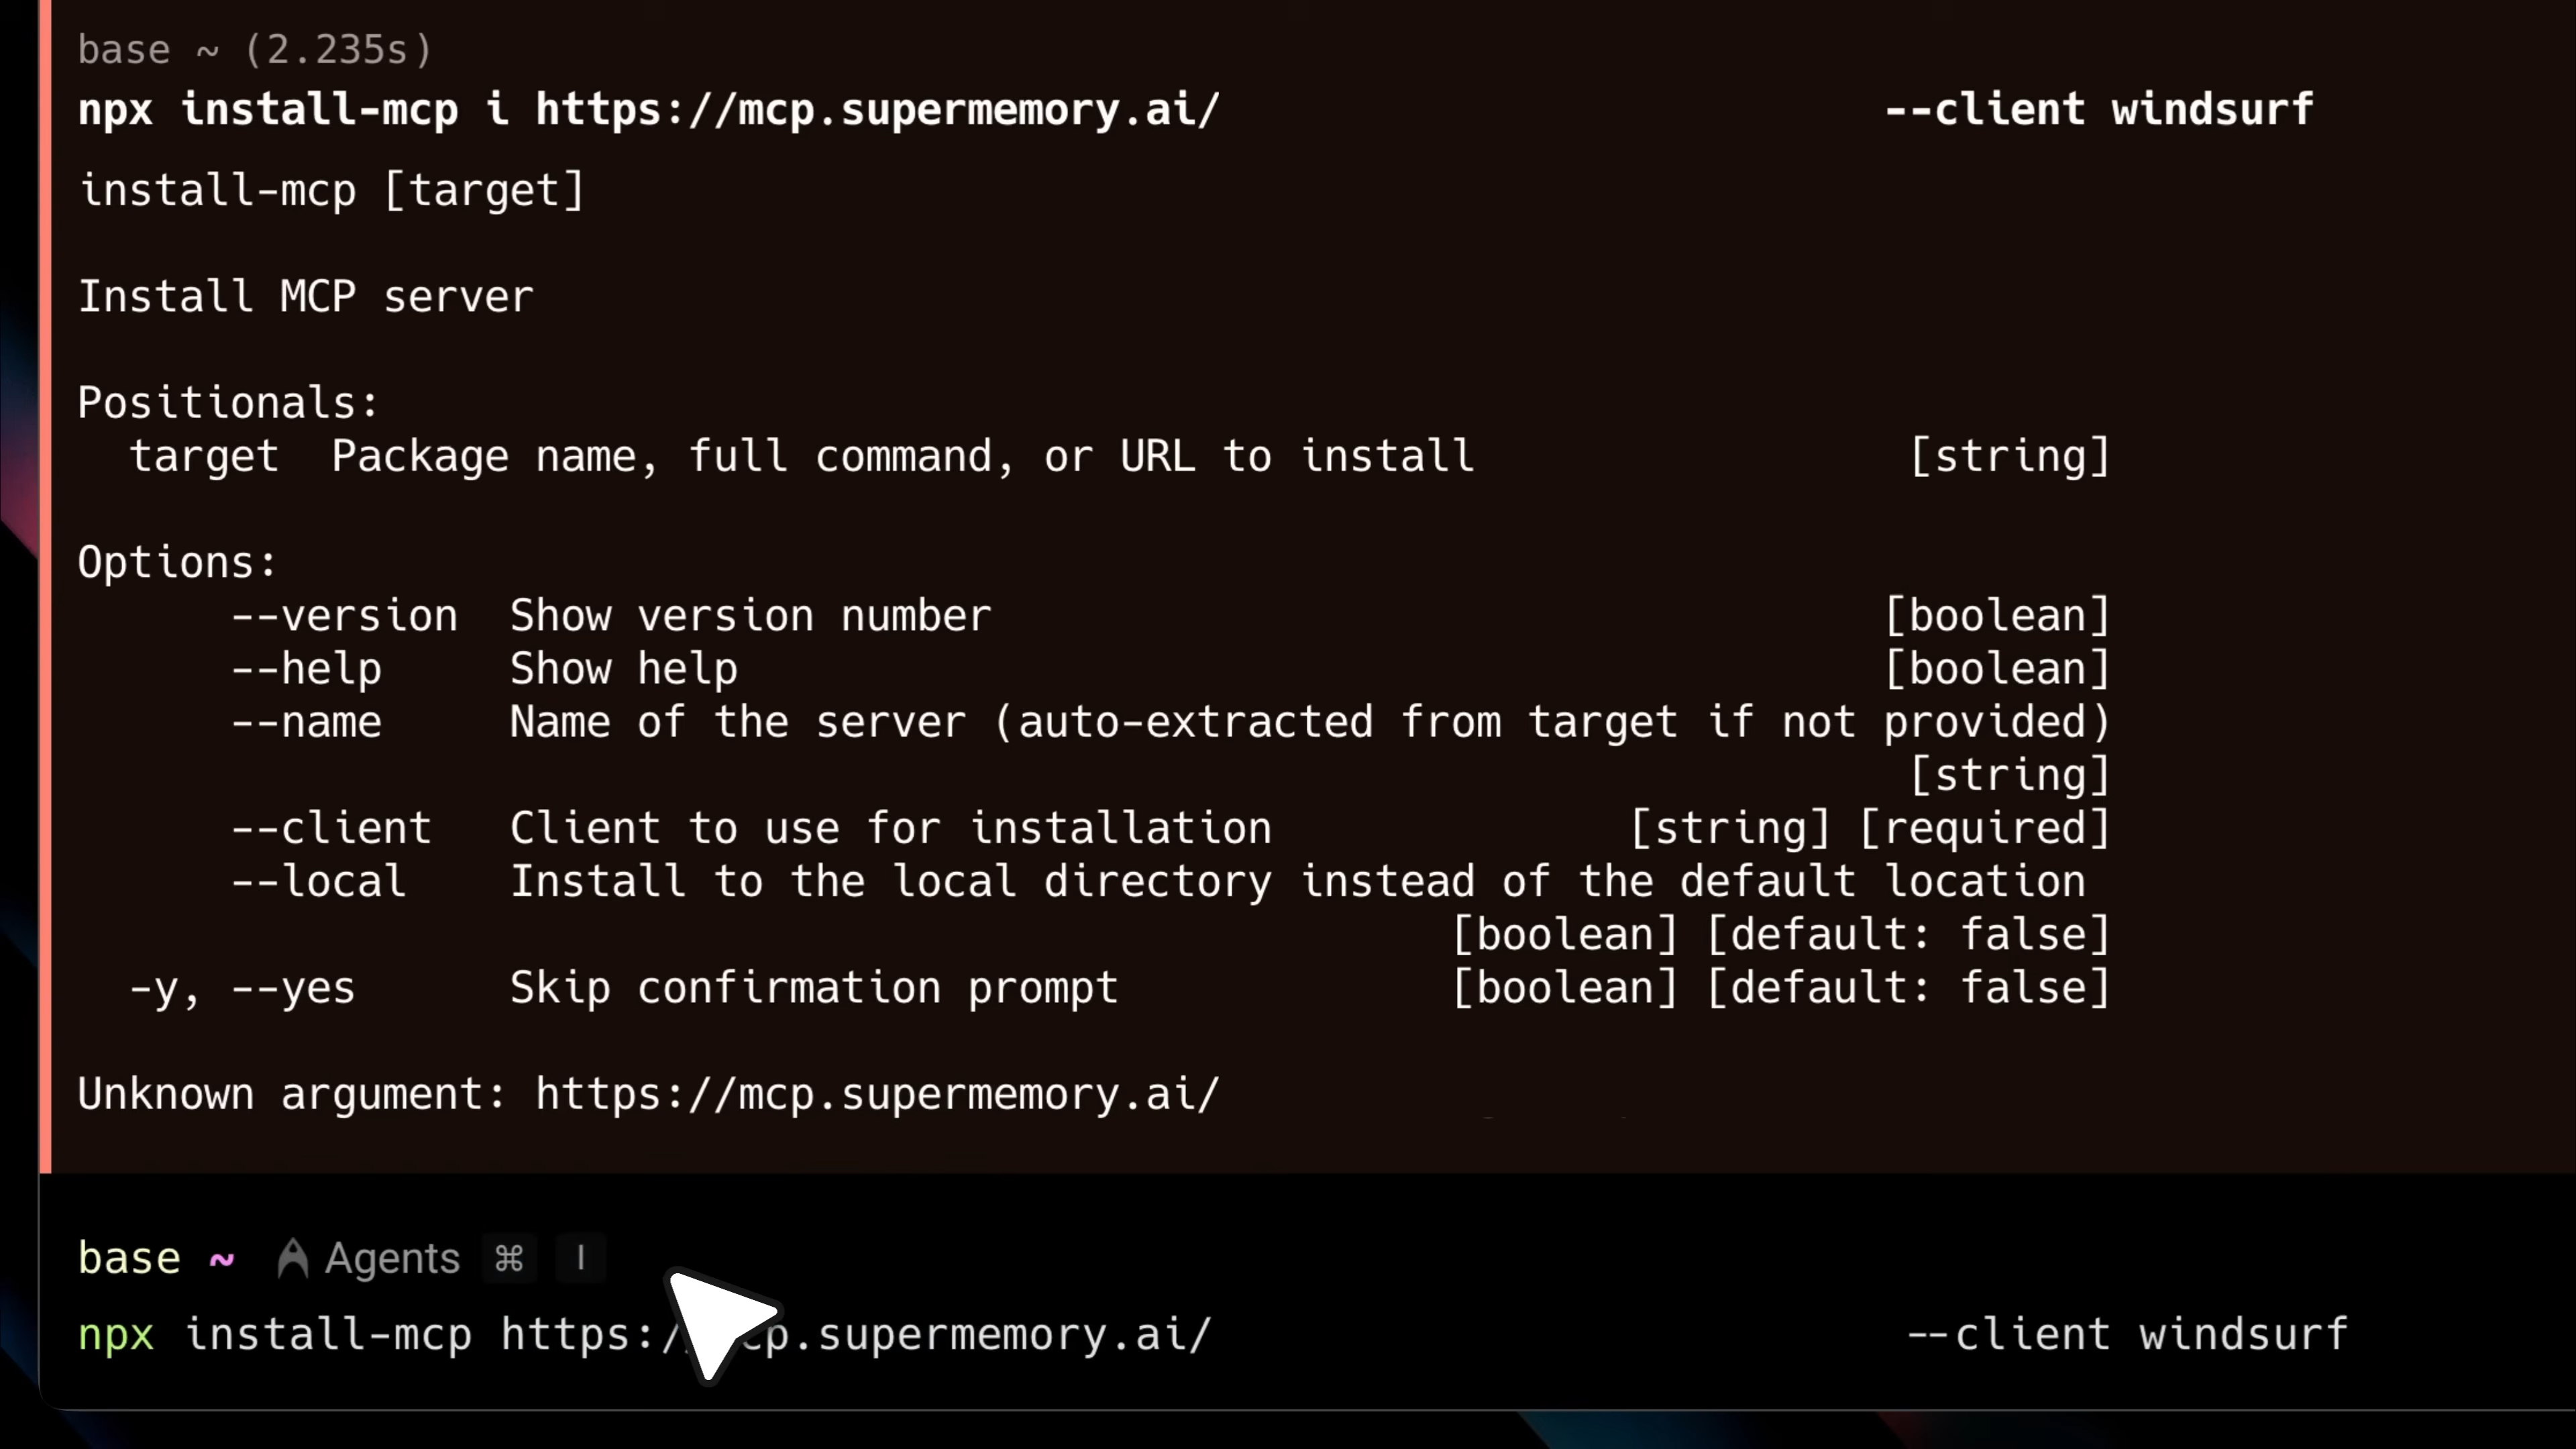 base ~ (2.235s)
npx install-mcp i https://mcp.supermemory.ai/ --client windsurf
install-mcp [target]
Install MCP server
Positionals:
target Package name, full command, or URL to install [string]
Options:
--version Show version number [boolean]
--help Show help [boolean]
--name Name of the server (auto-extracted from target if not provided)
[string]
--client Client to use for installation [string] [required]
--local Install to the local directory instead of the default location
[boolean] [default: false]
-y, --yes Skip confirmation prompt [boolean] [default: false]
Unknown argument: https://mcp.supermemory.ai/
base ~ Agents ⌘ I
npx install-mcp --client windsurf